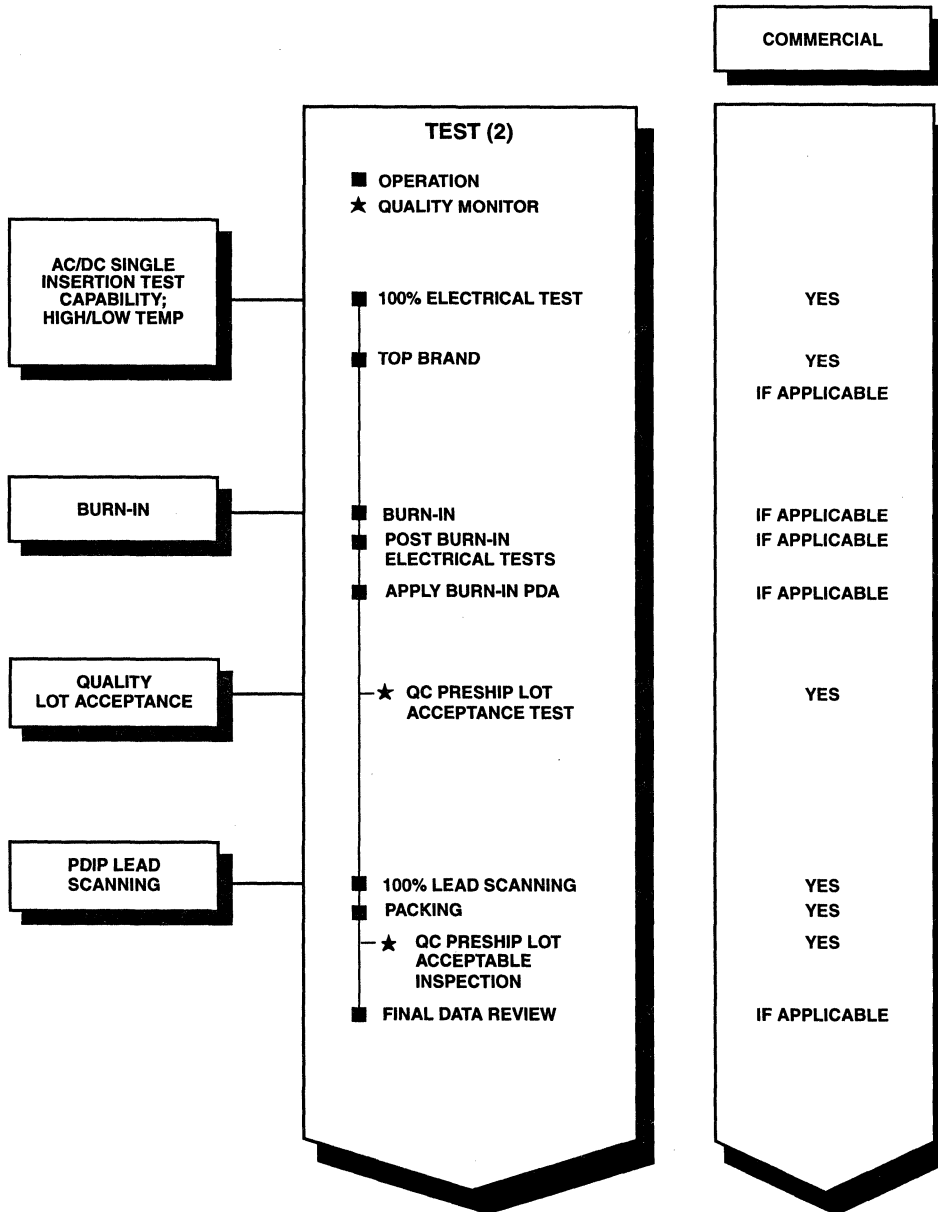 COMMERCIAL
TEST (2)
■ OPERATION
★ QUALITY MONITOR
AC/DC SINGLE
INSERTION TEST
CAPABILITY;
HIGH/LOW TEMP
100% ELECTRICAL TEST
YES
TOP BRAND
YES
IF APPLICABLE
BURN-IN
BURN-IN
IF APPLICABLE
POST BURN-IN
ELECTRICAL TESTS
IF APPLICABLE
APPLY BURN-IN PDA
IF APPLICABLE
QUALITY
LOT ACCEPTANCE
★ QC PRESHIP LOT
ACCEPTANCE TEST
YES
PDIP LEAD
SCANNING
100% LEAD SCANNING
YES
PACKING
YES
★ QC PRESHIP LOT
ACCEPTABLE
INSPECTION
YES
FINAL DATA REVIEW
IF APPLICABLE